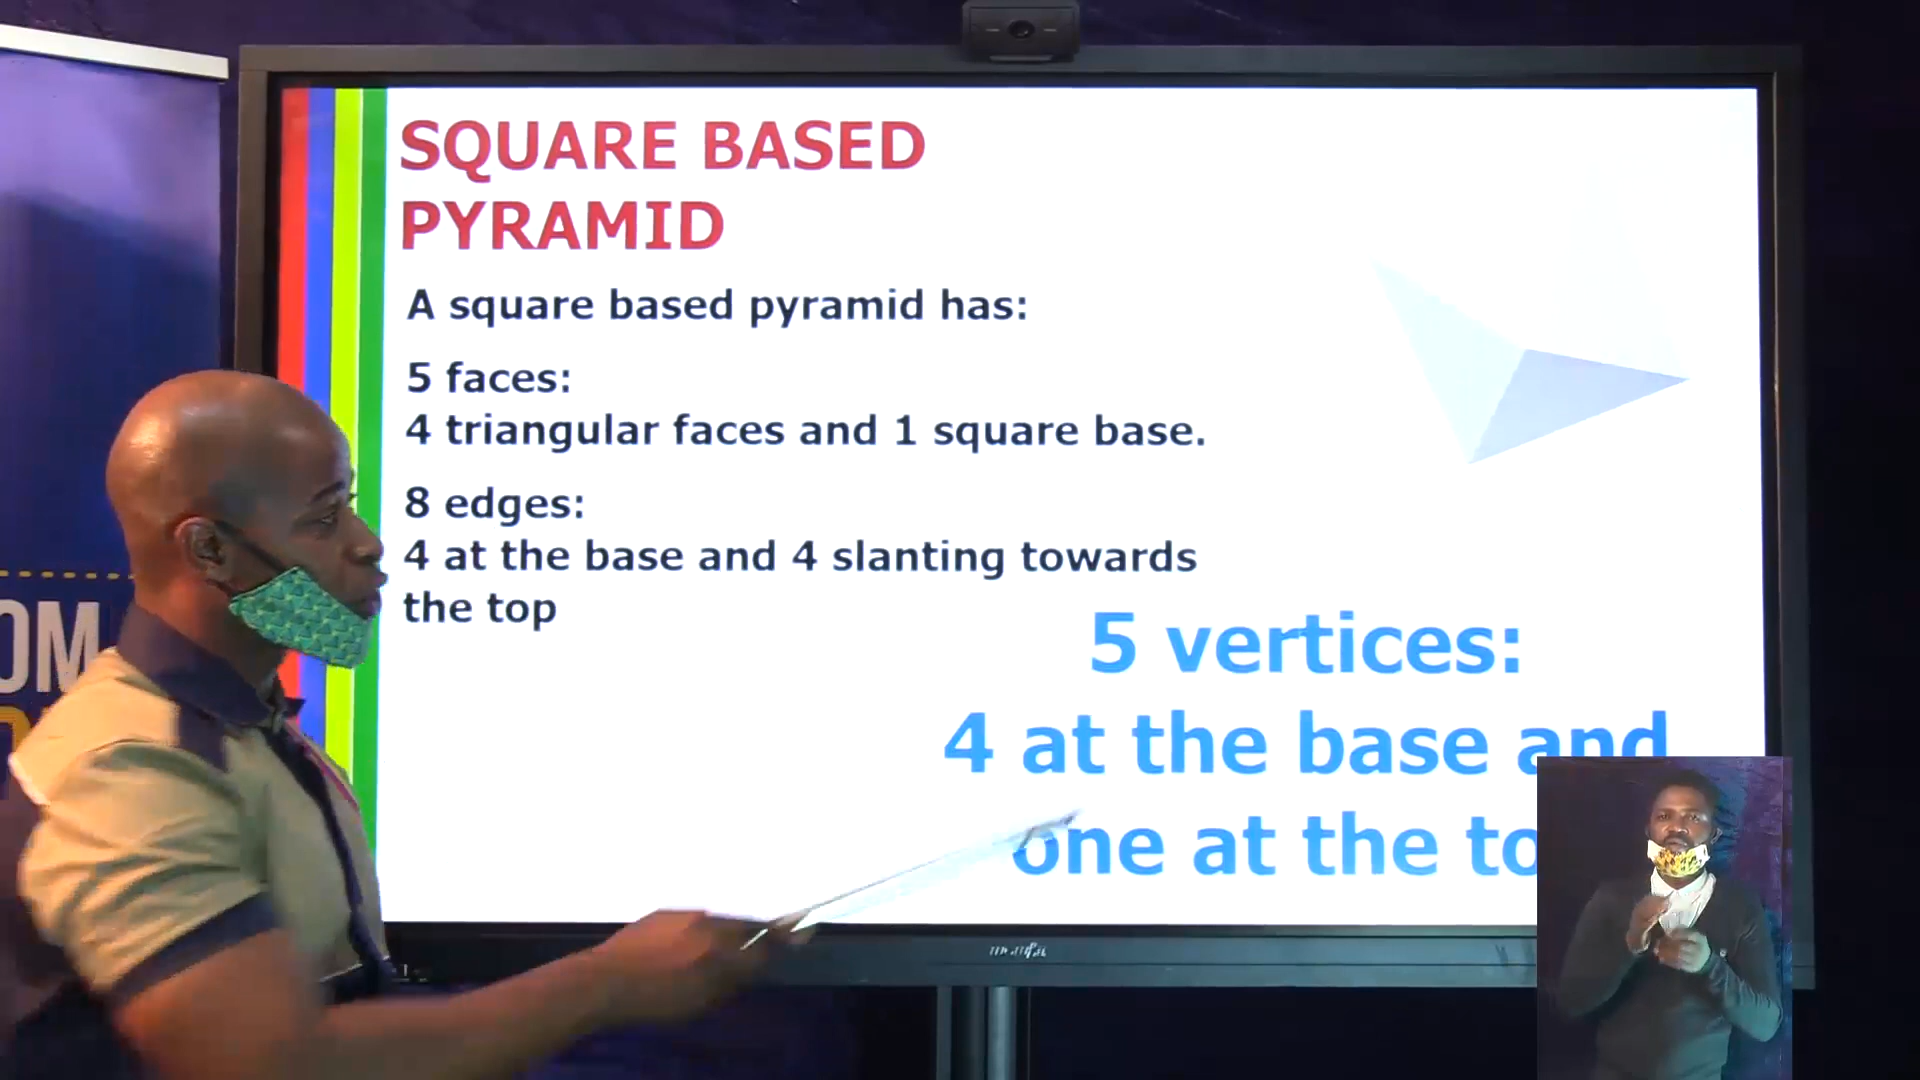 SQUARE BASED
PYRAMID
A square based pyramid has:
5 faces:
4 triangular faces and 1 square base.
8 edges:
4 at the base and 4 slanting towards
the top
5 vertices:
4 at the base and
one at the to
OM